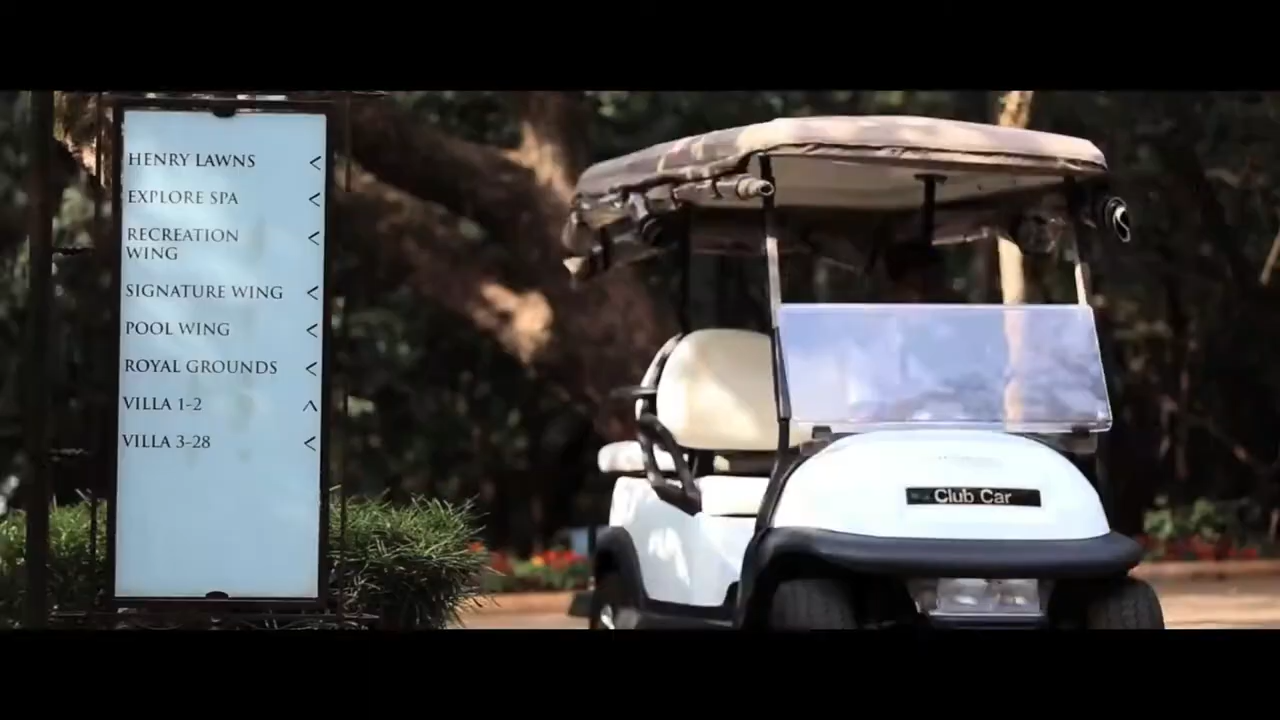 HENRY LAWNS <
EXPLORE SPA <
RECREATION
WING <
SIGNATURE WING <
POOL WING <
ROYAL GROUNDS <
VILLA 1-2 ^
VILLA 3-28 <
Club Car